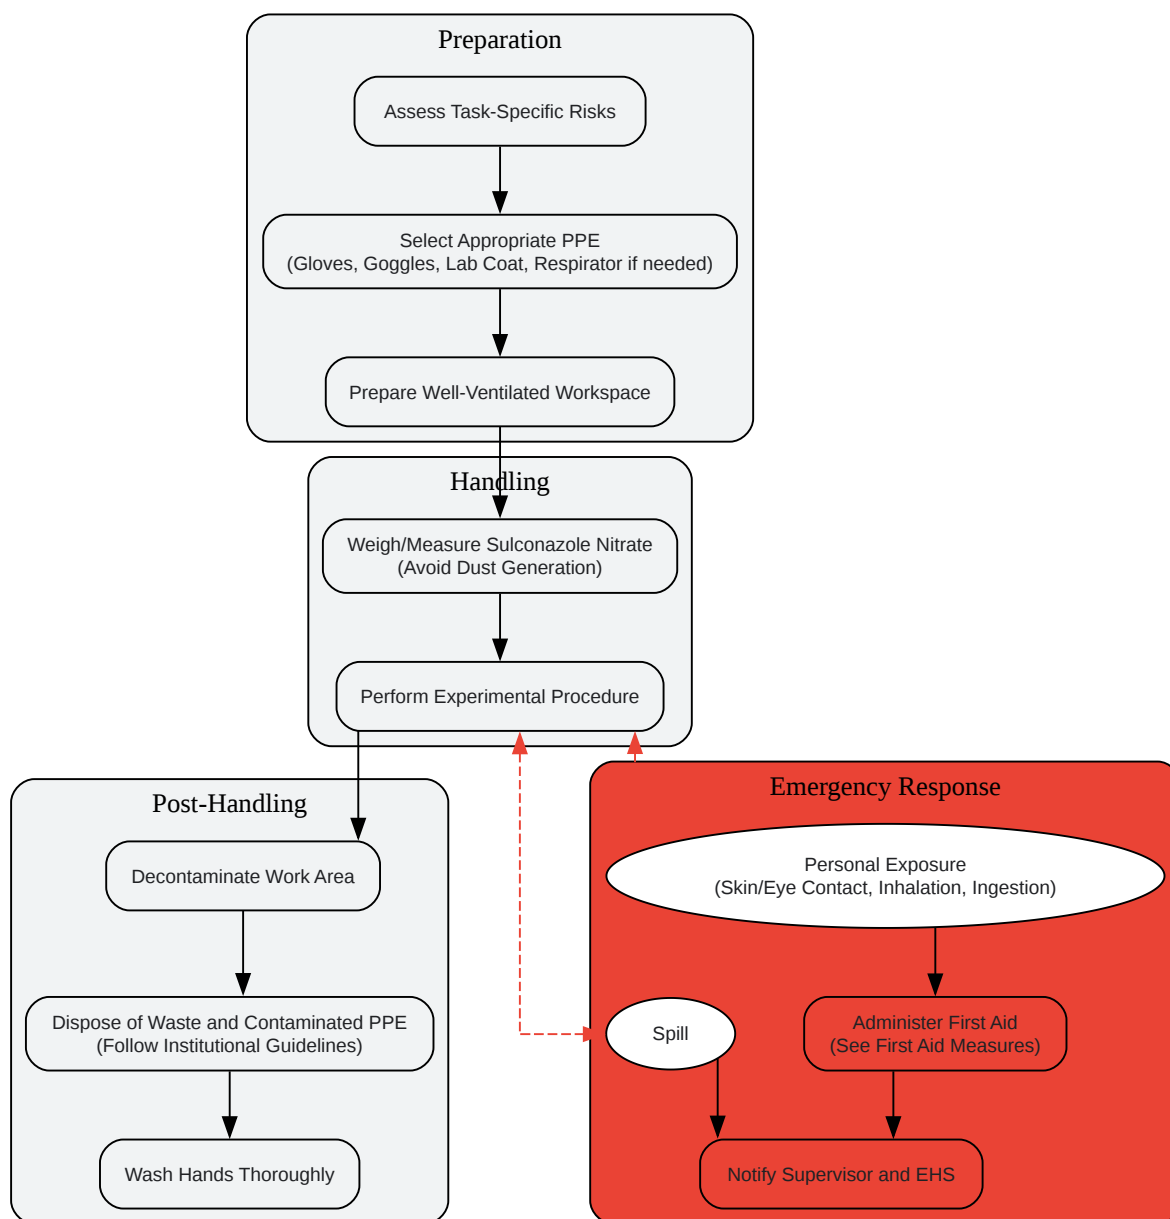 Preparation
Assess Task-Specific Risks
Select Appropriate PPE
(Gloves, Goggles, Lab Coat, Respirator if needed)
Prepare Well-Ventilated Workspace
Handling
Weigh/Measure Sulconazole Nitrate
(Avoid Dust Generation)
Perform Experimental Procedure
Post-Handling
Decontaminate Work Area
Dispose of Waste and Contaminated PPE
(Follow Institutional Guidelines)
Wash Hands Thoroughly
Emergency Response
Personal Exposure
(Skin/Eye Contact, Inhalation, Ingestion)
Spill
Administer First Aid
(See First Aid Measures)
Notify Supervisor and EHS